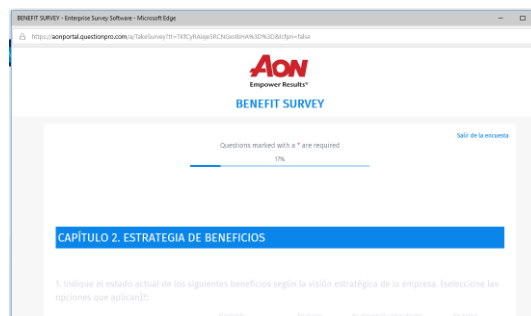 BENEFIT SURVEY - Enterprise Survey Software - Microsoft Edge
AON
Empower Results®
BENEFIT SURVEY
Salir de la encuesta
Questions marked with a * are required
17%
CAPÍTULO 2. ESTRATEGIA DE BENEFICIOS
1. Indique el estado actual de los siguientes beneficios según la visión estratégica de la empresa. (seleccione las
opciones que aplican)